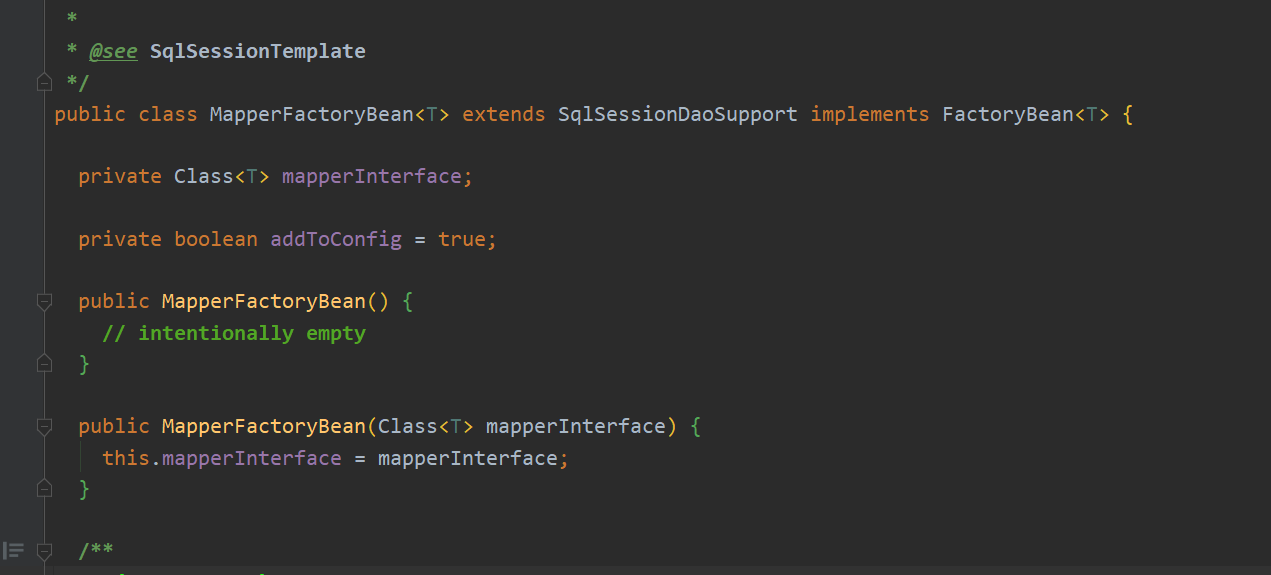 *
* @see SqlSessionTemplate
*/
public class MapperFactoryBean<T> extends SqlSessionDaoSupport implements FactoryBean<T> {
private Class<T> mapperInterface;
private boolean addToConfig = true;
public MapperFactoryBean() {
// intentionally empty
}
public MapperFactoryBean(Class<T> mapperInterface) {
this.mapperInterface = mapperInterface;
}
/**